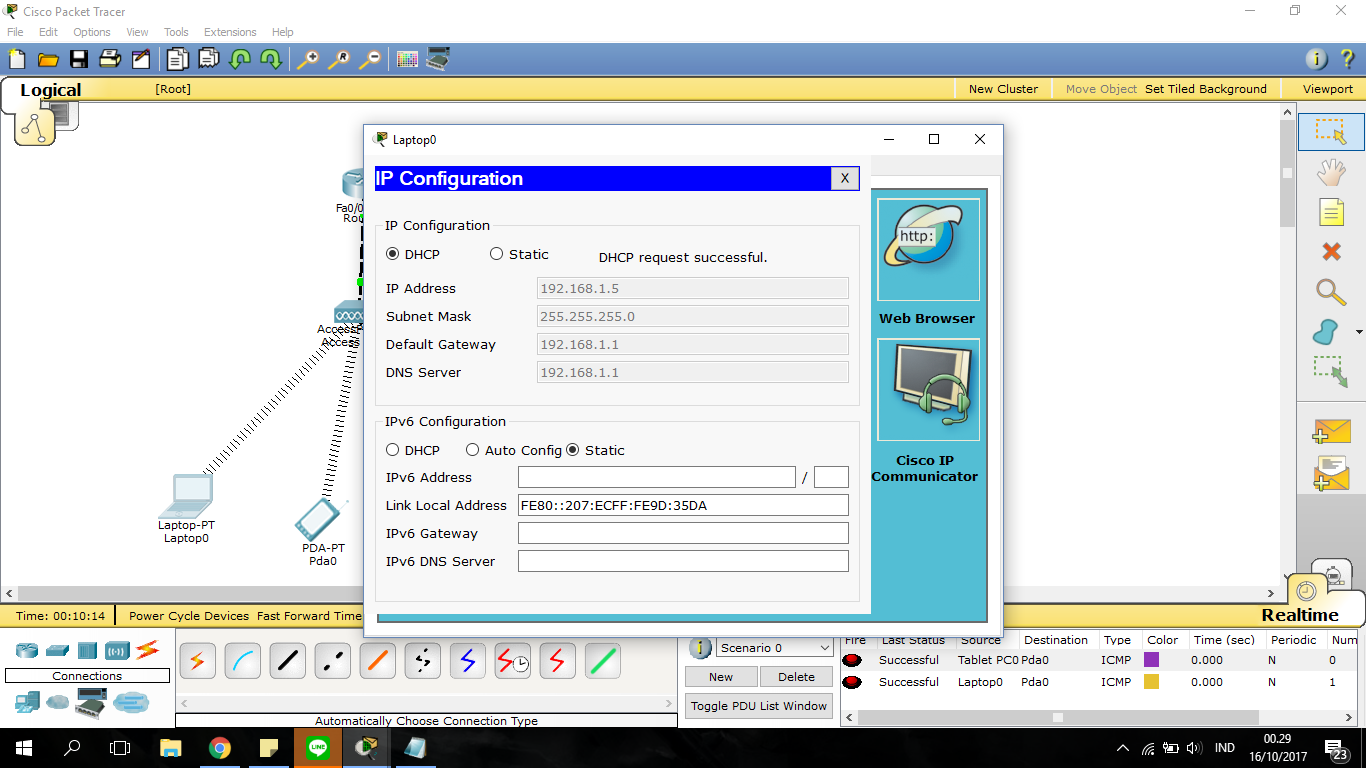 Cisco Packet Tracer
File Edit Options View Tools Extensions Help
Logical [Root] New Cluster Move Object Set Tiled Background Viewport
Laptop0
IP Configuration X
Fa0/0
IP Configuration
DHCP Static DHCP request successful.
IP Address 192.168.1.5
Subnet Mask 255.255.255.0
Default Gateway 192.168.1.1
DNS Server 192.168.1.1
IPv6 Configuration
DHCP Auto Config Static
IPv6 Address /
Link Local Address FE80::207:ECFF:FE9D:35DA
IPv6 Gateway
IPv6 DNS Server
http:
Web Browser
Cisco IP
Communicator
Access
Laptop-PT
Laptop0
PDA-PT
Pda0
Time: 00:10:14 Power Cycle Devices Fast Forward Time
Realtime
Connections
Automatically Choose Connection Type
Scenario 0
New Delete
Toggle PDU List Window
Fire Last Status Source Destination Type Color Time (sec) Periodic Num
Successful Tablet PC0 Pda0 ICMP 0.000 N 0
Successful Laptop0 Pda0 ICMP 0.000 N 1
IND
00.29
16/10/2017
23